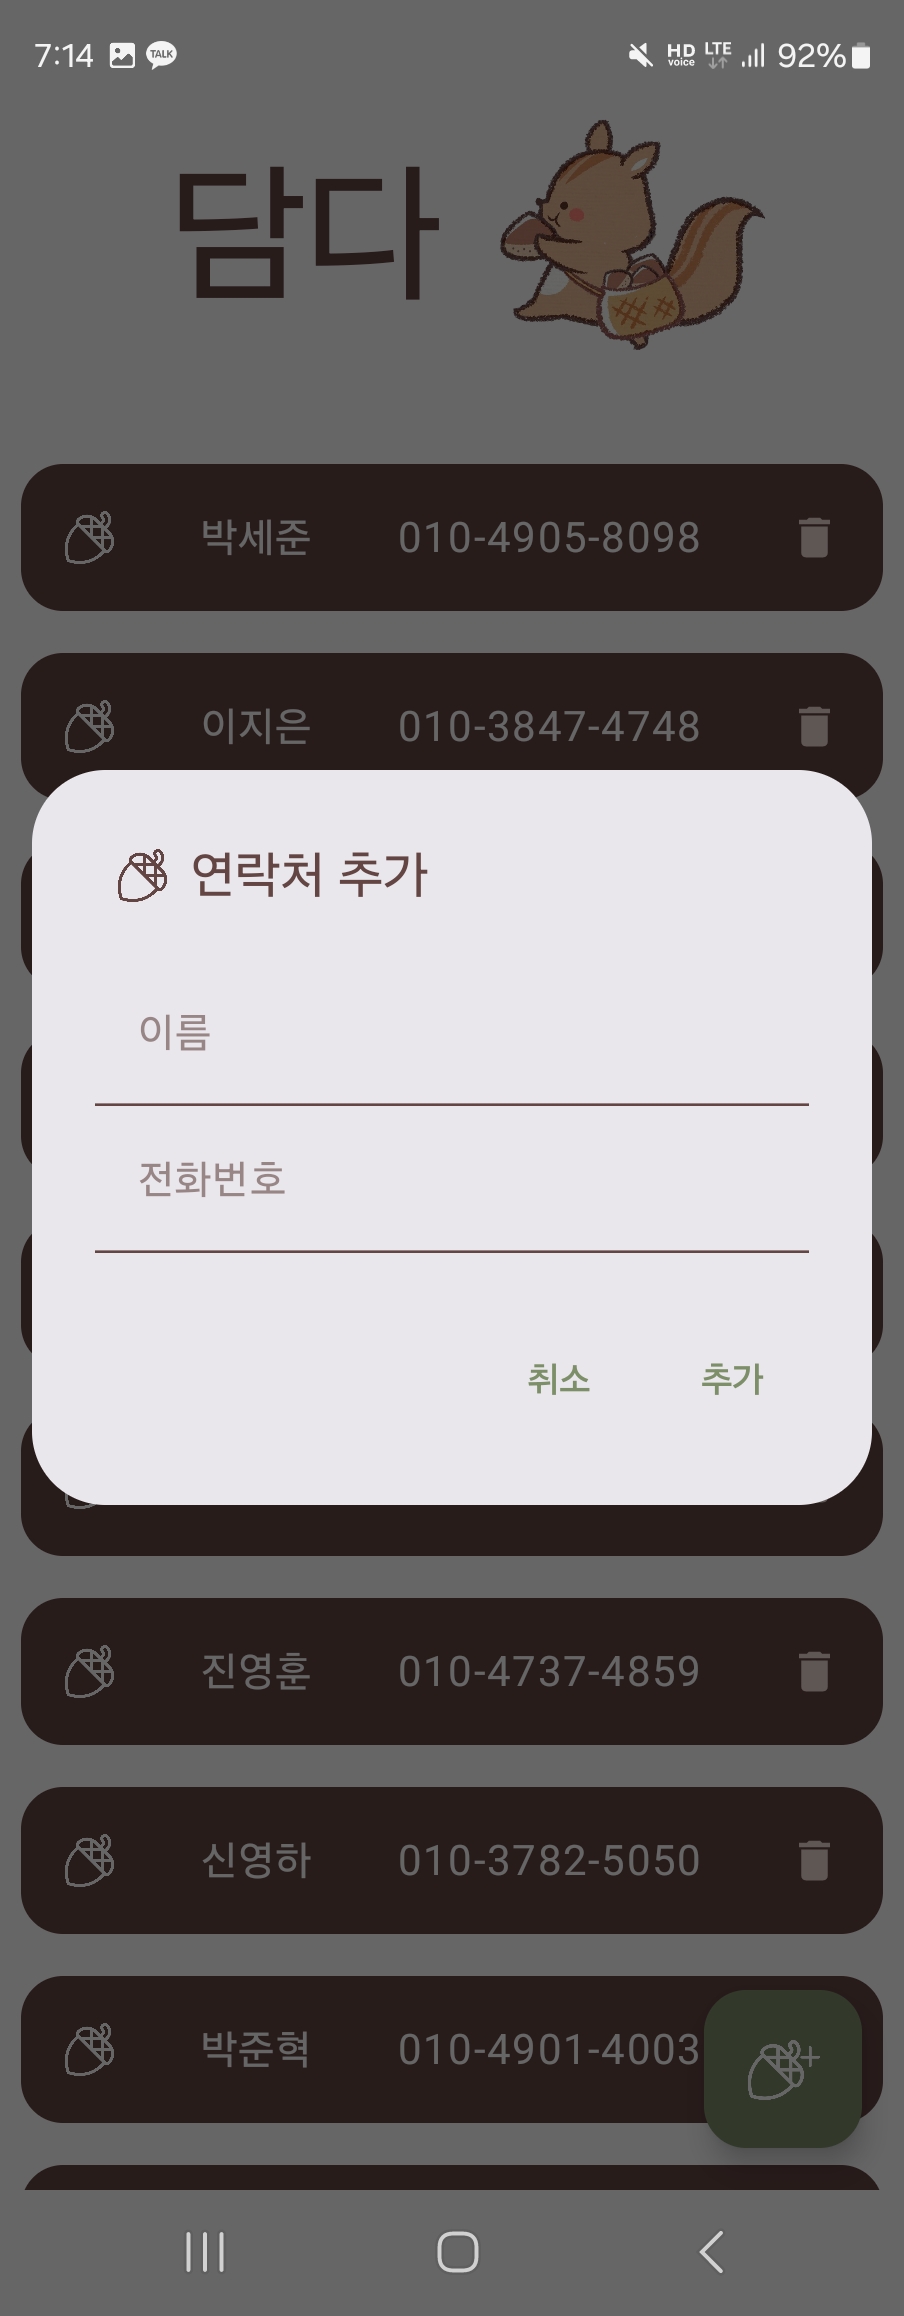 7:14 TALK HD voice LTE 92%
담다
박세준 010-4905-8098
이지은 010-3847-4748
연락처 추가
이름
전화번호
취소 추가
진영훈 010-4737-4859
신영하 010-3782-5050
박준혁 010-4901-4003